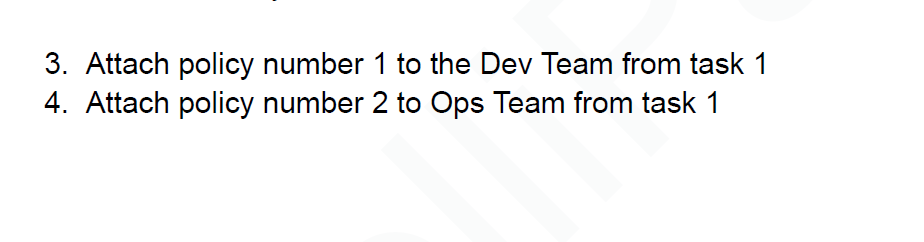 3. Attach policy number 1 to the Dev Team from task 1
4. Attach policy number 2 to Ops Team from task 1